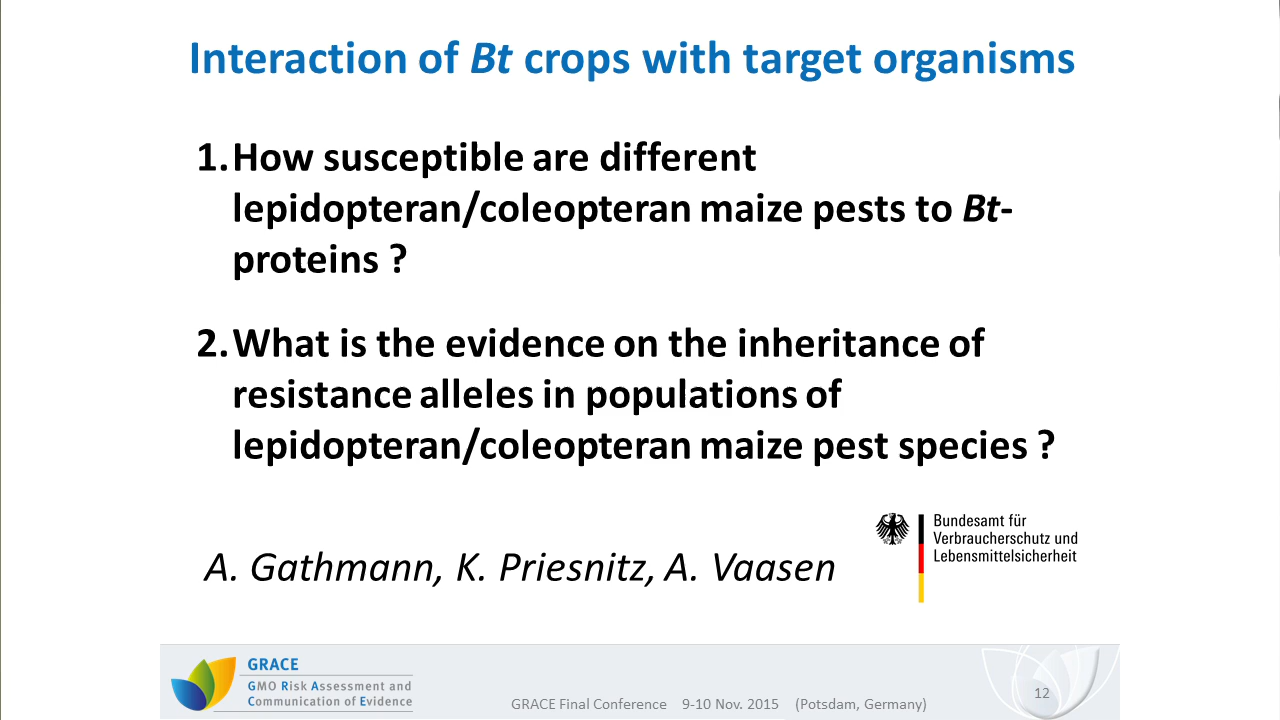 Interaction of Bt crops with target organisms
1. How susceptible are different
lepidopteran/coleopteran maize pests to Bt-
proteins ?
2. What is the evidence on the inheritance of
resistance alleles in populations of
lepidopteran/coleopteran maize pest species ?
A. Gathmann, K. Priesnitz, A. Vaasen
Bundesamt für
Verbraucherschutz und
Lebensmittelsicherheit
GRACE
GMO Risk Assessment and
Communication of Evidence
GRACE Final Conference 9-10 Nov. 2015 (Potsdam, Germany)
12